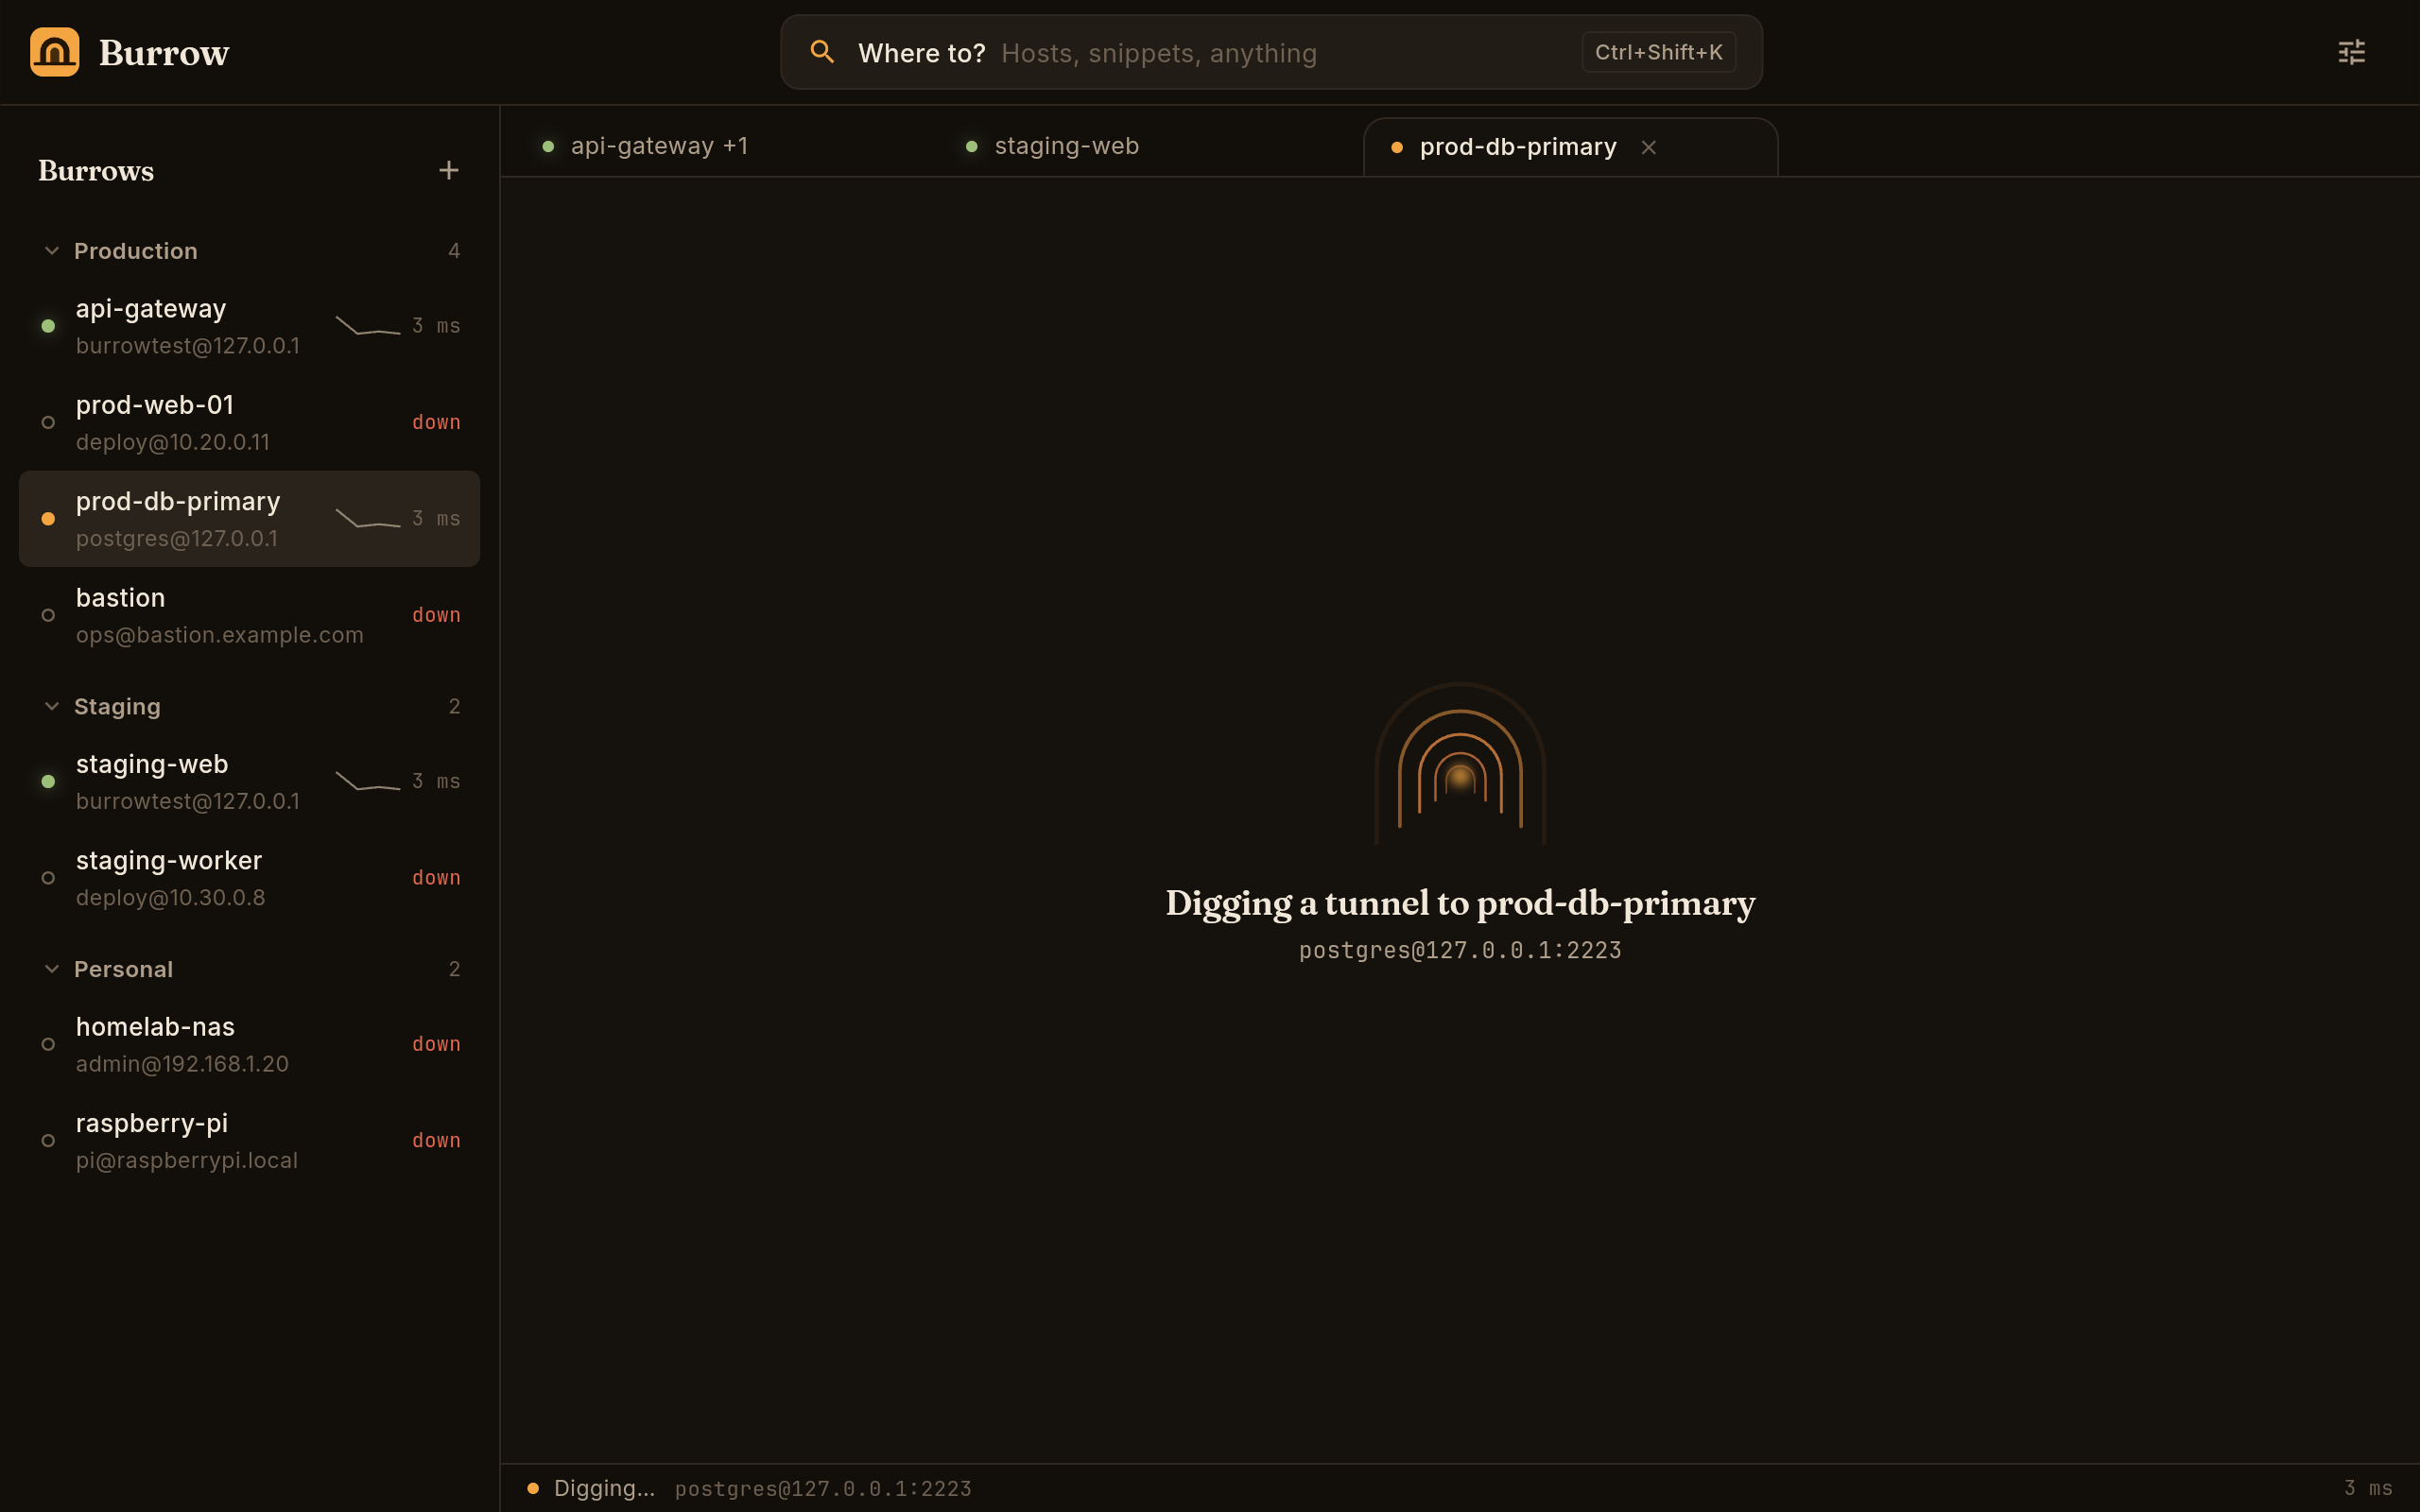 Burrow
Where to? Hosts, snippets, anything
Ctrl+Shift+K
Burrows
Production 4
api-gateway
burrowtest@127.0.0.1
3 ms
prod-web-01
deploy@10.20.0.11
down
prod-db-primary
postgres@127.0.0.1
3 ms
bastion
ops@bastion.example.com
down
Staging 2
staging-web
burrowtest@127.0.0.1
3 ms
staging-worker
deploy@10.30.0.8
down
Personal 2
homelab-nas
admin@192.168.1.20
down
raspberry-pi
pi@raspberrypi.local
down
api-gateway +1
staging-web
prod-db-primary
Digging a tunnel to prod-db-primary
postgres@127.0.0.1:2223
Digging... postgres@127.0.0.1:2223
3 ms